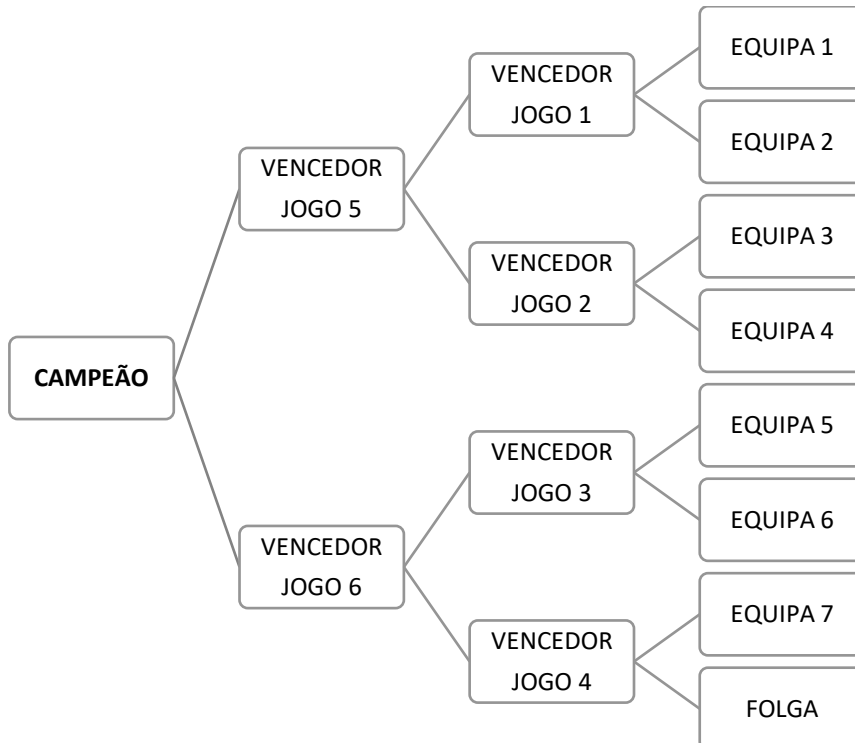 CAMPEÃO
VENCEDOR
JOGO 5
VENCEDOR
JOGO 1
EQUIPA 1
EQUIPA 2
VENCEDOR
JOGO 2
EQUIPA 3
EQUIPA 4
VENCEDOR
JOGO 6
VENCEDOR
JOGO 3
EQUIPA 5
EQUIPA 6
VENCEDOR
JOGO 4
EQUIPA 7
FOLGA